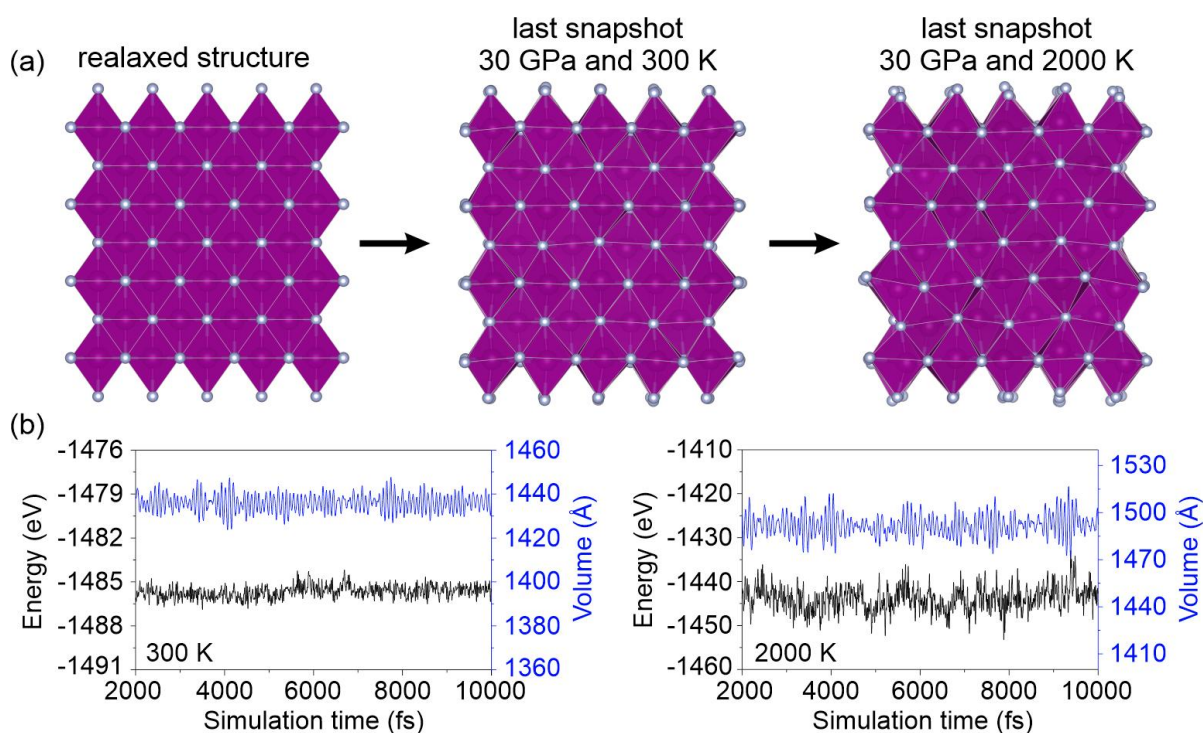 (a)
realaxed structure
last snapshot
30 GPa and 300 K
last snapshot
30 GPa and 2000 K
(b)
Energy (eV)
-1476
-1479
-1482
-1485
-1488
-1491
300 K
1460
1440
1420
1400
1380
1360
Volume (Å)
2000 4000 6000 8000 10000
Simulation time (fs)
Energy (eV)
-1410
-1420
-1430
-1440
-1450
-1460
2000 K
1530
1500
1470
1440
1410
Volume (Å)
2000 4000 6000 8000 10000
Simulation time (fs)